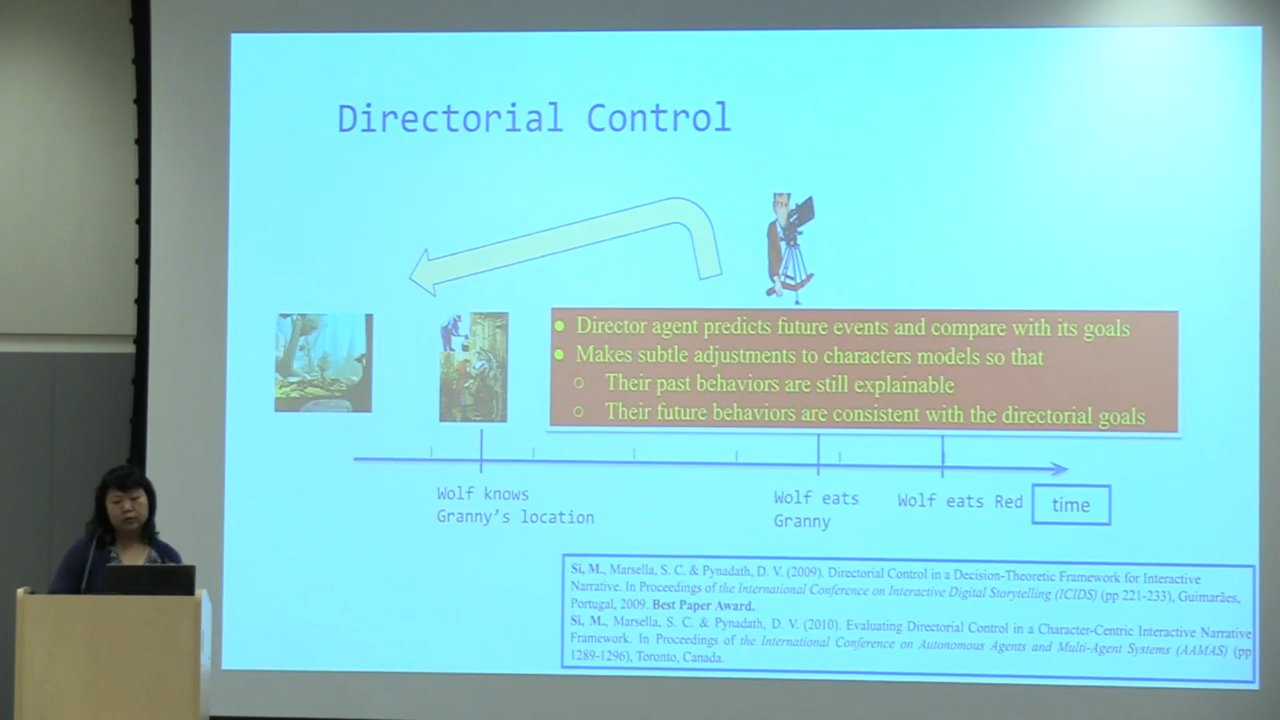 Directorial Control
● Director agent predicts future events and compare with its goals
● Makes subtle adjustments to characters models so that
○ Their past behaviors are still explainable
○ Their future behaviors are consistent with the directorial goals
Wolf knows
Granny's location
Wolf eats
Granny
Wolf eats Red
time
Si, M., Marsella, S. C. & Pynadath, D. V. (2009). Directorial Control in a Decision-Theoretic Framework for Interactive
Narrative. In Proceedings of the International Conference on Interactive Digital Storytelling (ICIDS) (pp 221-233), Guimarães,
Portugal, 2009. Best Paper Award.
Si, M., Marsella, S. C. & Pynadath, D. V. (2010). Evaluating Directorial Control in a Character-Centric Interactive Narrative
Framework. In Proceedings of the International Conference on Autonomous Agents and Multi-Agent Systems (AAMAS) (pp
1289-1296), Toronto, Canada.